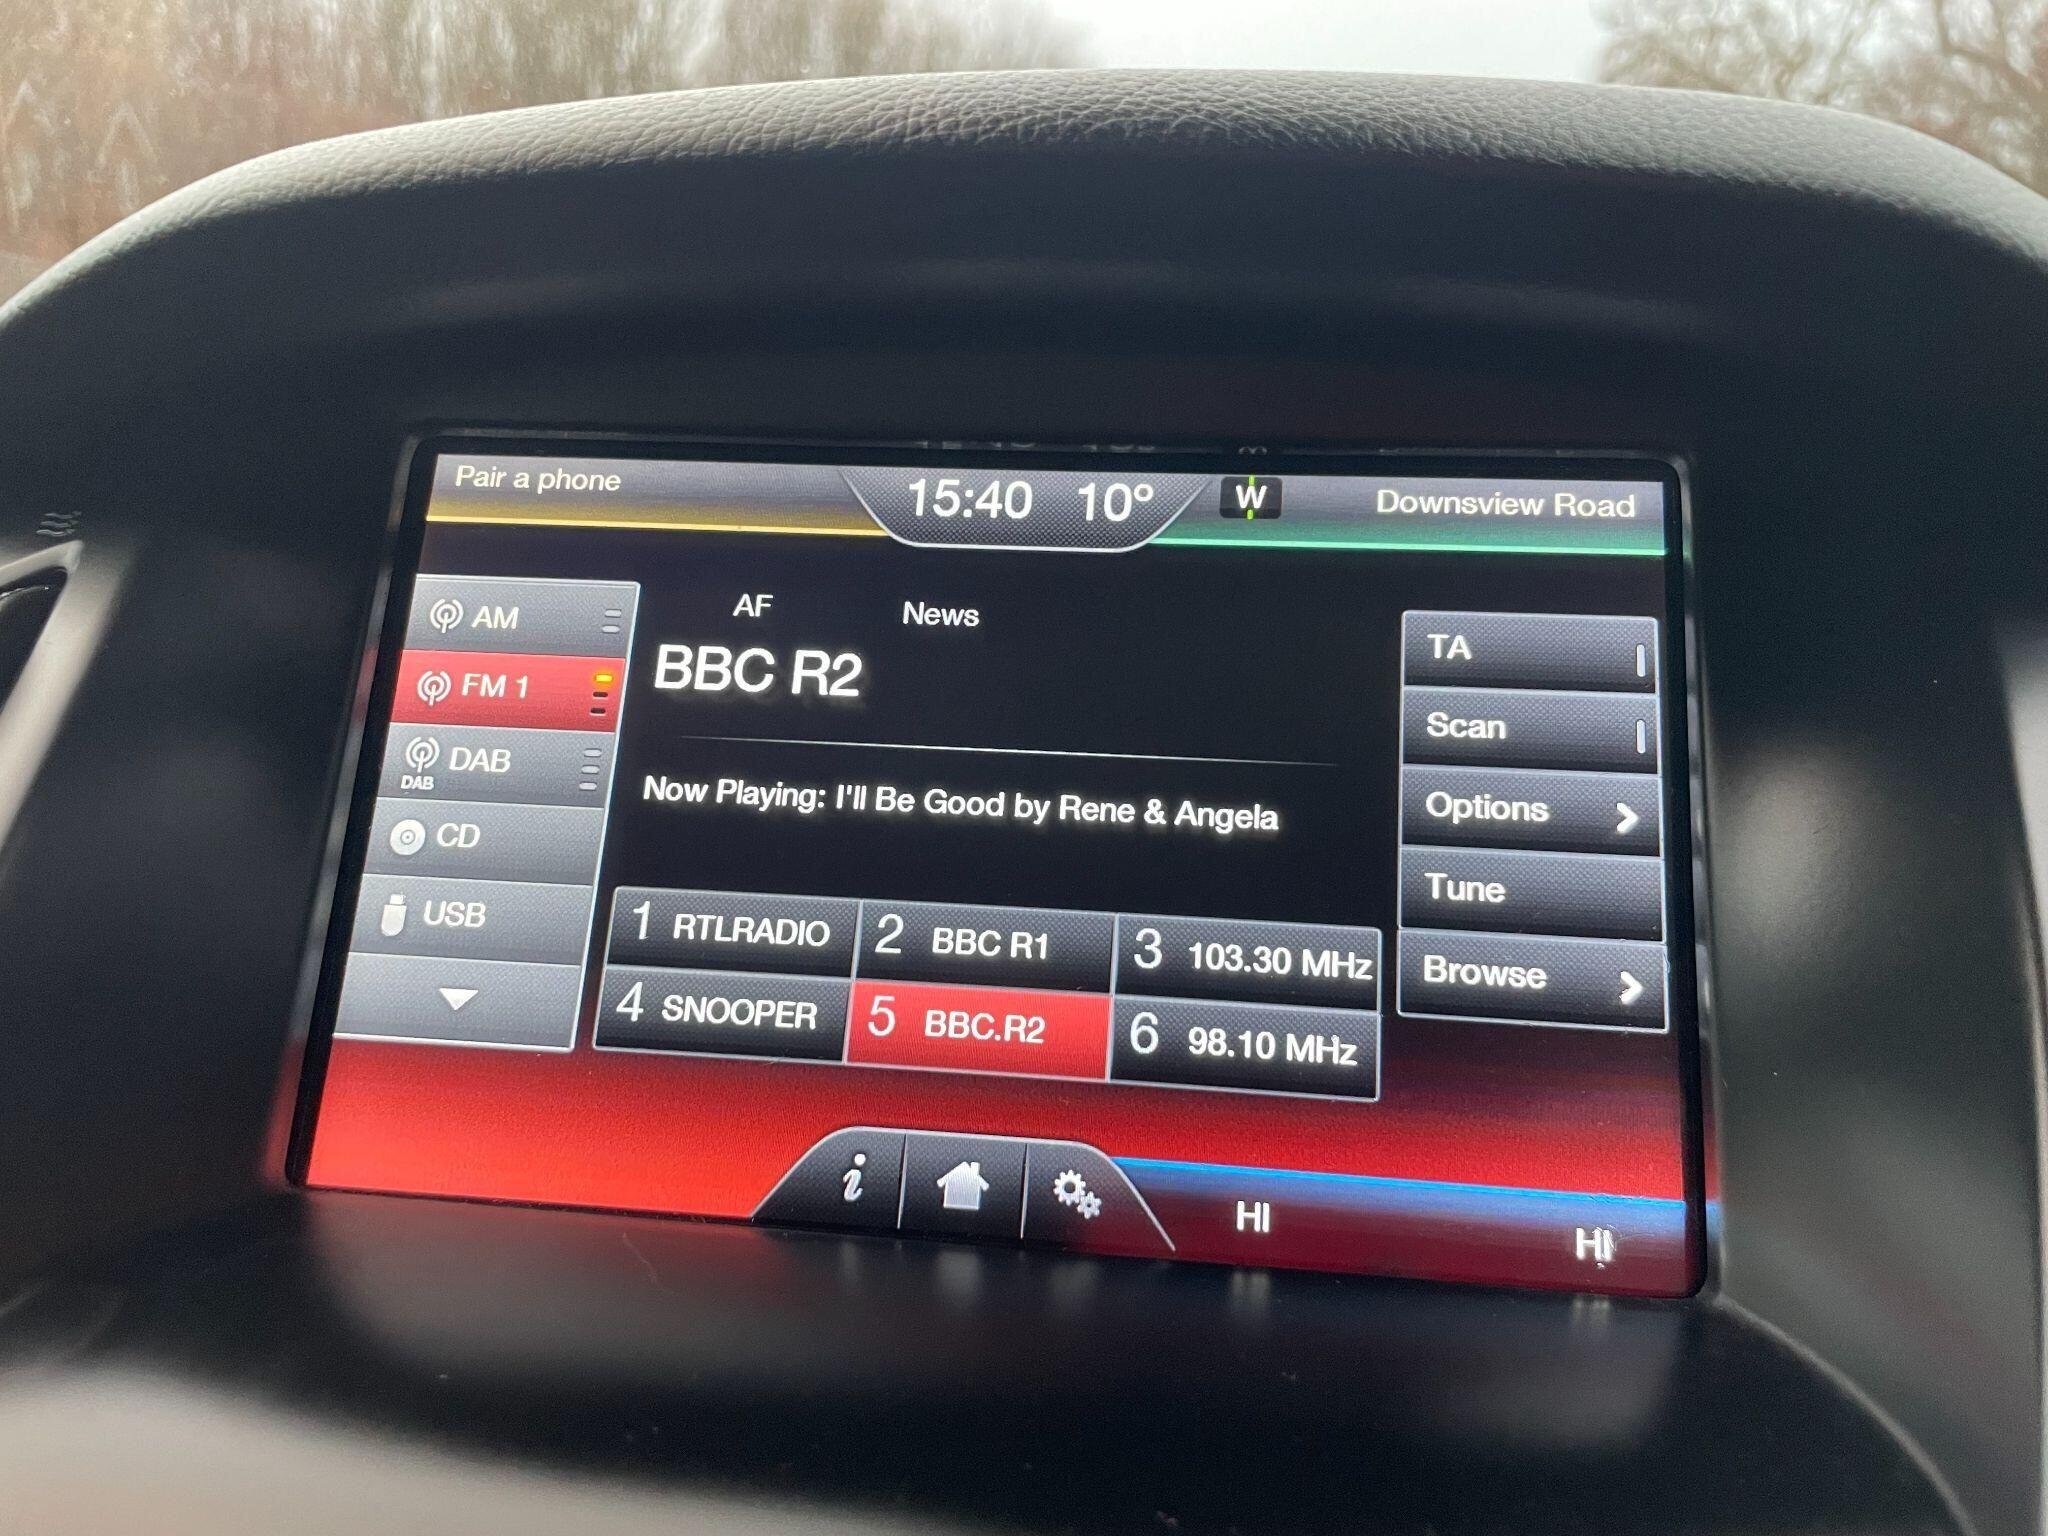 Pair a phone
15:40 10°
W
Downsview Road
AM
FM 1
DAB
DAB
CD
USB
AF News
BBC R2
Now Playing: I'll Be Good by Rene & Angela
1 RTLRADIO
2 BBC R1
3 103.30 MHz
4 SNOOPER
5 BBC.R2
6 98.10 MHz
TA
Scan
Options
Tune
Browse
i
HI
HI